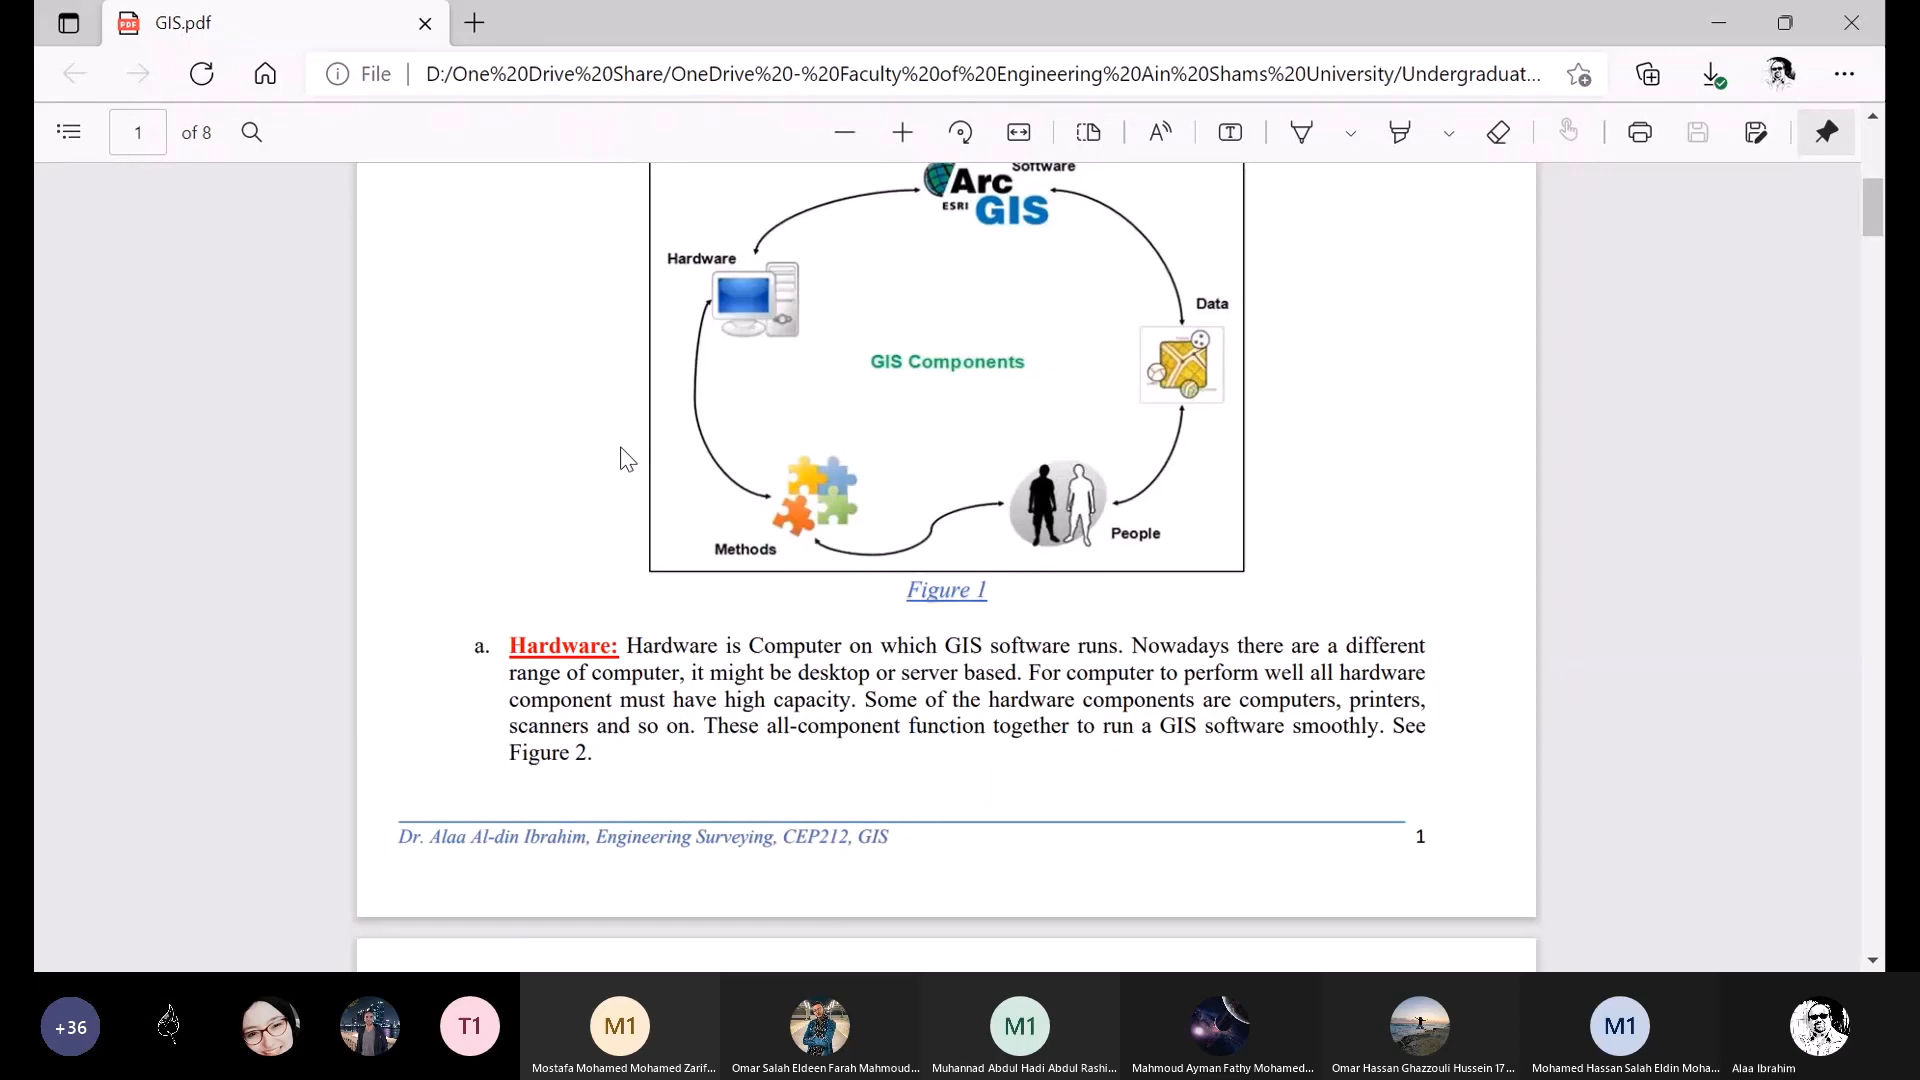 GIS.pdf
File
D:/One%20Drive%20Share/OneDrive%20-%20Faculty%20of%20Engineering%20Ain%20Shams%20University/Undergraduat...
1 of 8
Software
Arc
ESRI GIS
Hardware
Data
GIS Components
Methods
People
Figure 1
a. Hardware: Hardware is Computer on which GIS software runs. Nowadays there are a different
range of computer, it might be desktop or server based. For computer to perform well all hardware
component must have high capacity. Some of the hardware components are computers, printers,
scanners and so on. These all-component function together to run a GIS software smoothly. See
Figure 2.
Dr. Alaa Al-din Ibrahim, Engineering Surveying, CEP212, GIS 1
+36
T1
M1
M1
M1
Mostafa Mohamed Mohamed Zarif...
Omar Salah Eldeen Farah Mahmoud...
Muhannad Abdul Hadi Abdul Rashi...
Mahmoud Ayman Fathy Mohamed...
Omar Hassan Ghazzouli Hussein 17...
Mohamed Hassan Salah Eldin Moha...
Alaa Ibrahim